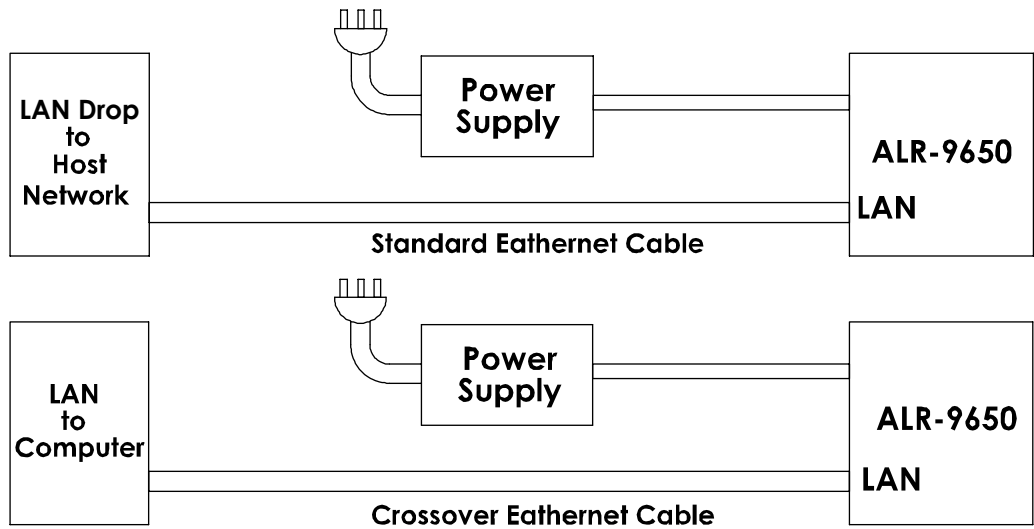 LAN Drop
to
Host
Network
Power
Supply
ALR-9650
LAN
Standard Eathernet Cable
LAN
to
Computer
Power
Supply
ALR-9650
LAN
Crossover Eathernet Cable